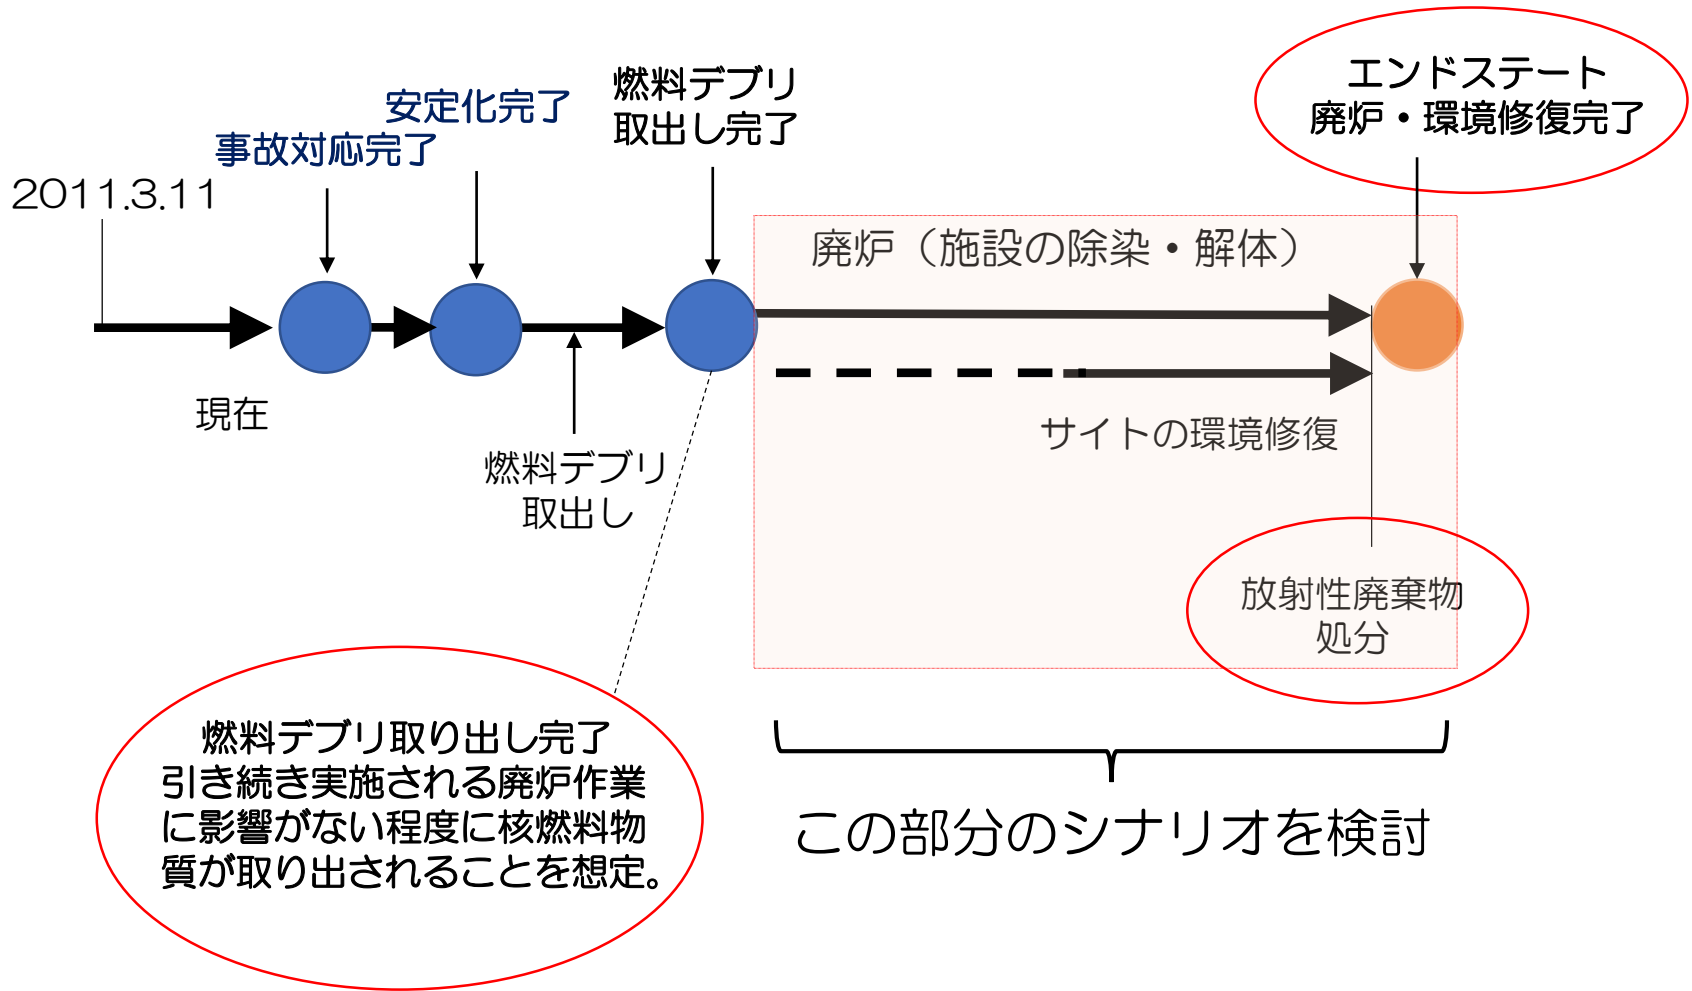 エンドステート
廃炉・環境修復完了
燃料デブリ
取出し完了
安定化完了
事故対応完了
2011.3.11
廃炉（施設の除染・解体）
現在
サイトの環境修復
燃料デブリ
取出し
放射性廃棄物
処分
燃料デブリ取り出し完了
引き続き実施される廃炉作業
に影響がない程度に核燃料物
質が取り出されることを想定。
この部分のシナリオを検討